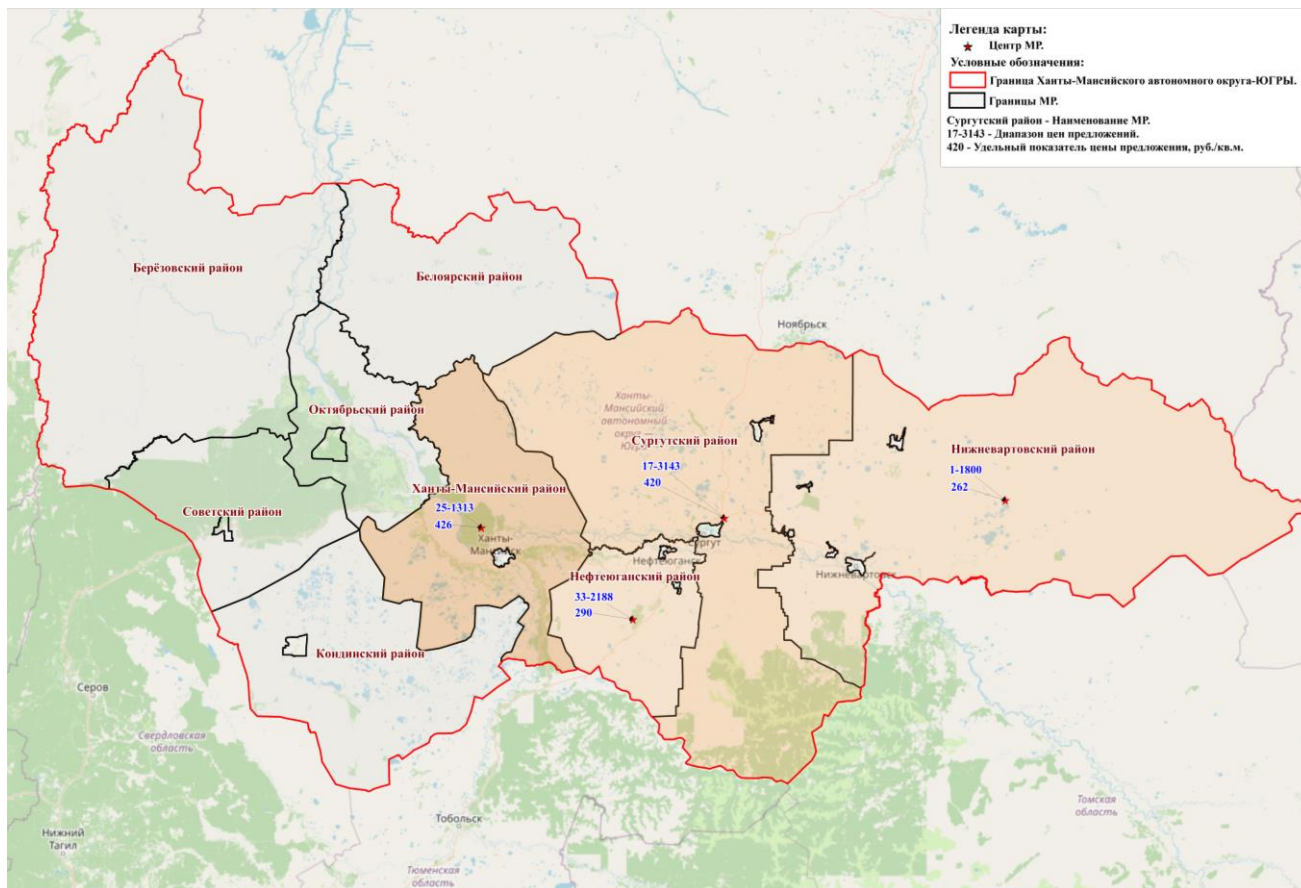 Легенда карты:
Центр МР.
Условные обозначения:
Граница Ханты-Мансийского автономного округа-ЮГРЫ.
Границы МР.
Сургутский район - Наименование МР.
17-3143 - Диапазон цен предложений.
420 - Удельный показатель цены предложения, руб./кв.м.
Берёзовский район
Белоярский район
Ноябрьск
Октябрьский район
Ханты-
Мансийский
автономный
округ —
Югра
Сургутский район
17-3143
420
Нижневартовский район
1-1800
262
Ханты-Мансийский район
25-1313
426
Ханты-
Мансийск
Советский район
Сургут
Нефтеюганск
Нижневартовск
Нефтеюганский район
33-2188
290
Кондинский район
Серов
Свердловская
область
Тобольск
Томская
область
Нижний
Тагил
Тюменская
область